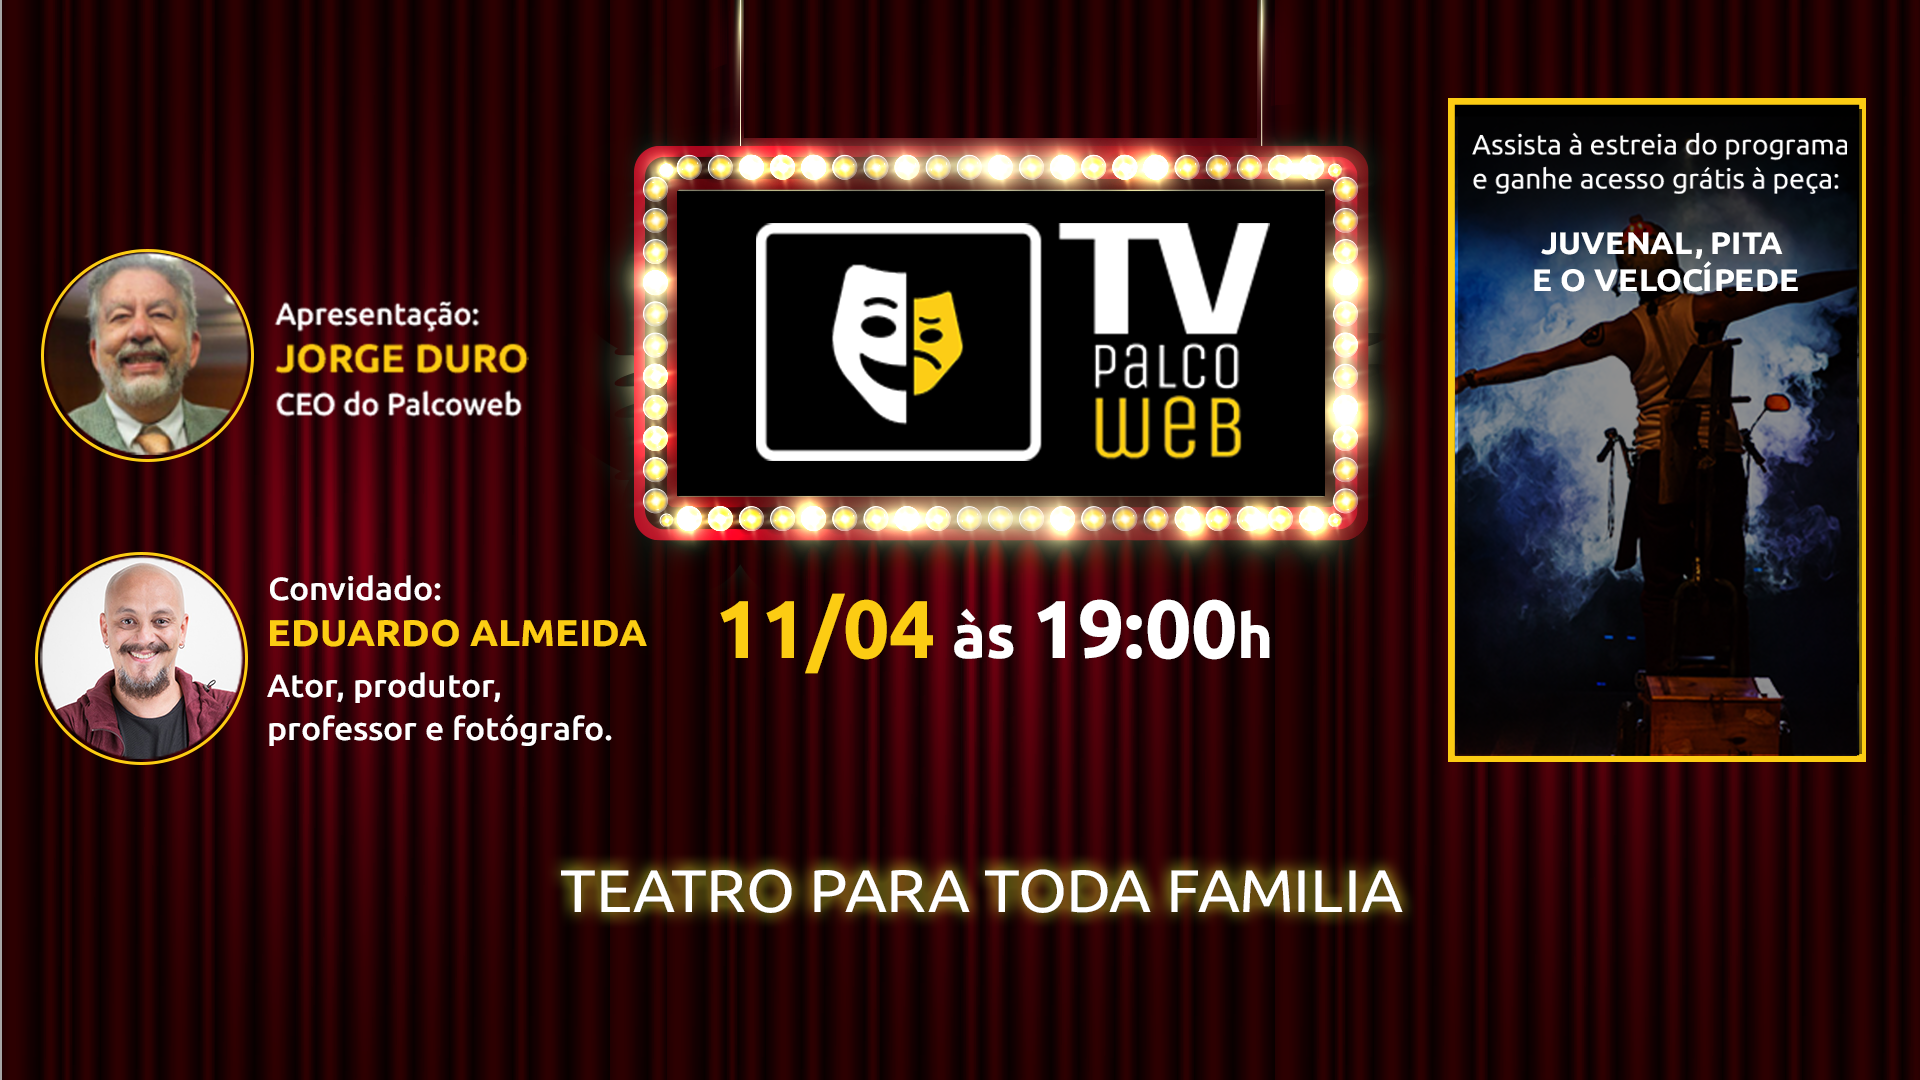 Apresentação:
JORGE DURO
CEO do Palcoweb
Convidado:
EDUARDO ALMEIDA
Ator, produtor,
professor e fotógrafo.
TV
PALCO
WEB
11/04 às 19:00h
Assista à estreia do programa
e ganhe acesso grátis à peça:
JUVENAL, PITA
E O VELOCÍPEDE
TEATRO PARA TODA FAMILIA